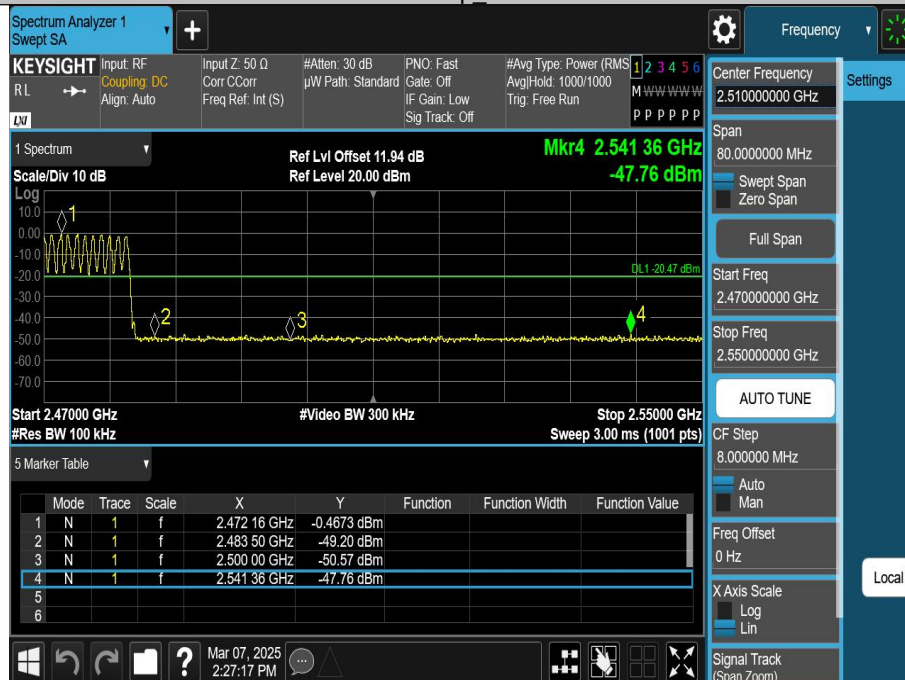 Spectrum Analyzer 1
Swept SA
+
Frequency
KEYSIGHT
RL
LXI
Input: RF
Coupling: DC
Align: Auto
Input Z: 50 Ω
Corr CCorr
Freq Ref: Int (S)
#Atten: 30 dB
µW Path: Standard
PNO: Fast
Gate: Off
IF Gain: Low
Sig Track: Off
#Avg Type: Power (RMS
Avg|Hold: 1000/1000
Trig: Free Run
1 2 3 4 5 6
M W W W W W
P P P P P P
1 Spectrum
Scale/Div 10 dB
Ref Lvl Offset 11.94 dB
Ref Level 20.00 dBm
Mkr4 2.541 36 GHz
-47.76 dBm
Log
10.0
0.00
-10.0
-20.0
-30.0
-40.0
-50.0
-60.0
-70.0
1
2
3
4
DL1 -20.47 dBm
Start 2.47000 GHz
#Video BW 300 kHz
Stop 2.55000 GHz
#Res BW 100 kHz
Sweep 3.00 ms (1001 pts)
5 Marker Table
Mode Trace Scale X Y Function Function Width Function Value
1 N 1 f 2.472 16 GHz -0.4673 dBm
2 N 1 f 2.483 50 GHz -49.20 dBm
3 N 1 f 2.500 00 GHz -50.57 dBm
4 N 1 f 2.541 36 GHz -47.76 dBm
5
6
?
Mar 07, 2025
2:27:17 PM
Center Frequency
2.510000000 GHz
Settings
Span
80.0000000 MHz
Swept Span
Zero Span
Full Span
Start Freq
2.470000000 GHz
Stop Freq
2.550000000 GHz
AUTO TUNE
CF Step
8.000000 MHz
Auto
Man
Freq Offset
0 Hz
X Axis Scale
Log
Lin
Local
Signal Track
(Span Zoom)